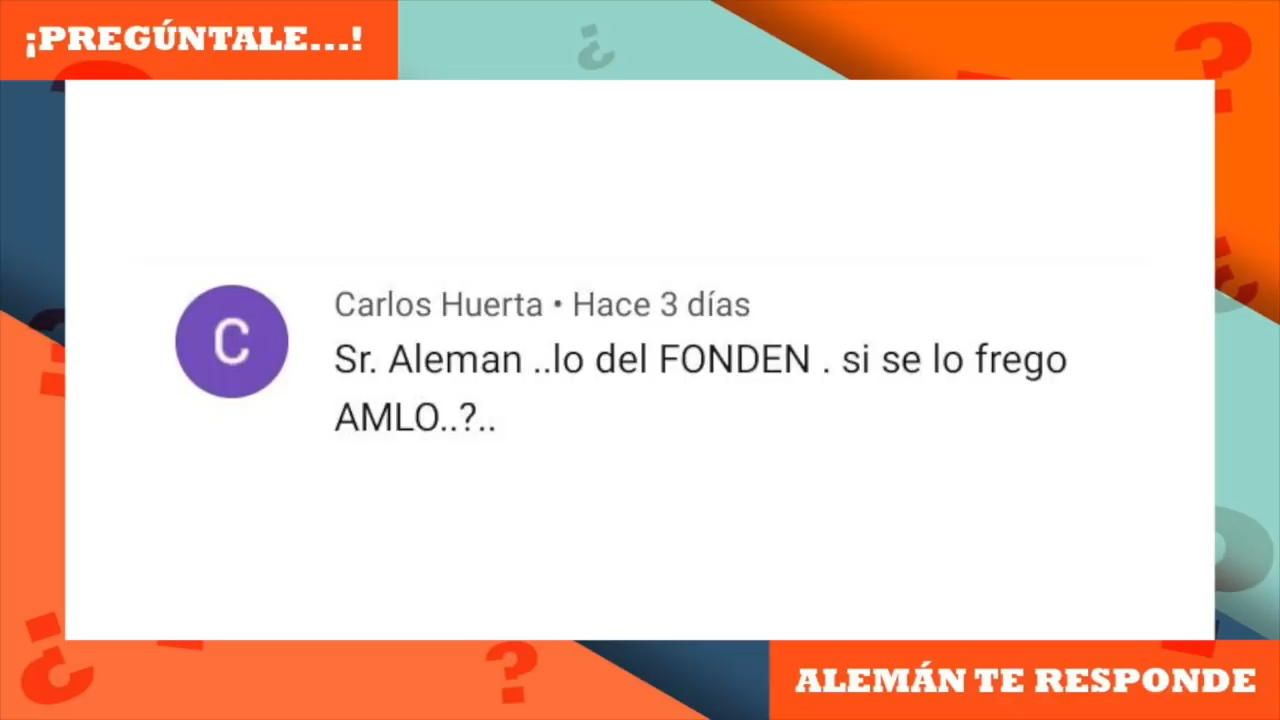 ¡PREGÚNTALE...!
C
Carlos Huerta • Hace 3 días
Sr. Aleman ..lo del FONDEN . si se lo frego
AMLO..?..
ALEMÁN TE RESPONDE